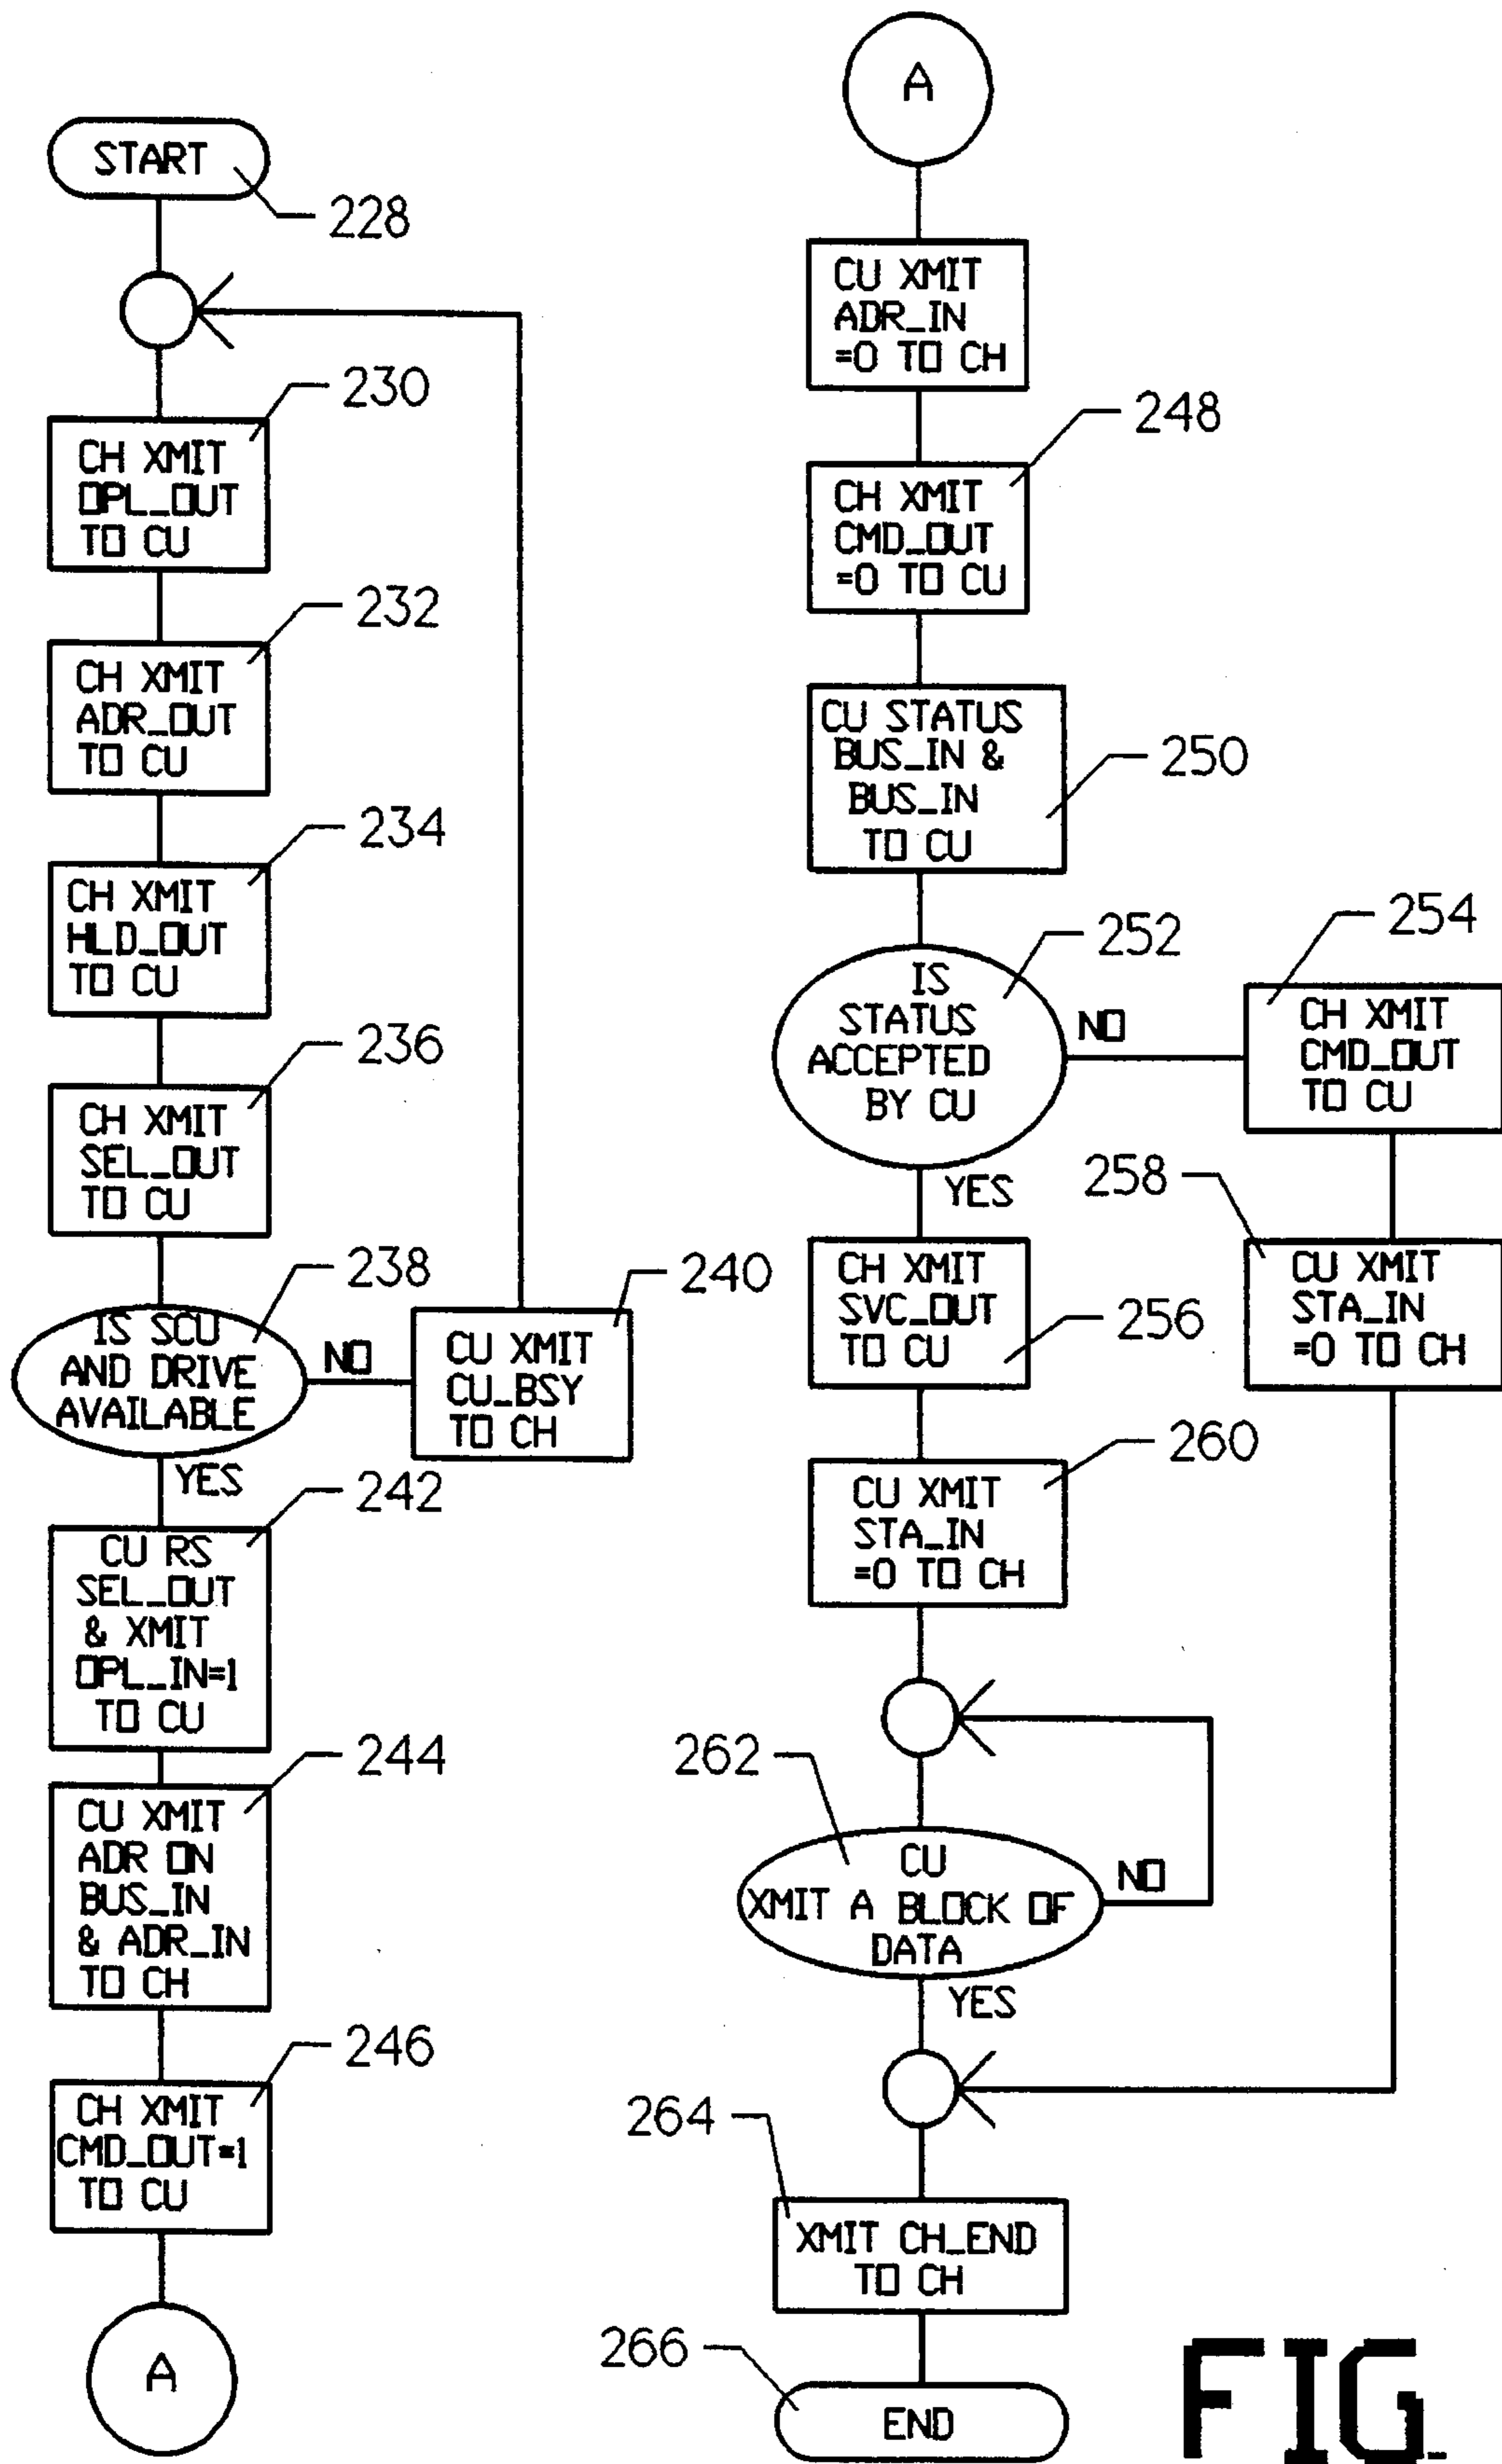 START
228
230
CH XMIT
OPL_OUT
TO CU
232
CH XMIT
ADR_OUT
TO CU
234
CH XMIT
HLD_OUT
TO CU
236
CH XMIT
SEL_OUT
TO CU
238
IS SCU
AND DRIVE
AVAILABLE
NO
240
CU XMIT
CU_BSY
TO CH
YES
242
CU RS
SEL_OUT
& XMIT
OPL_IN=1
TO CU
244
CU XMIT
ADR ON
BUS_IN
& ADR_IN
TO CH
246
CH XMIT
CMD_OUT=1
TO CU
A
A
CU XMIT
ADR_IN
=0 TO CH
248
CH XMIT
CMD_OUT
=0 TO CU
CU STATUS
BUS_IN &
BUS_IN
TO CU
250
252
IS
STATUS
ACCEPTED
BY CU
NO
254
CH XMIT
CMD_OUT
TO CU
YES
258
CU XMIT
STA_IN
=0 TO CH
CH XMIT
SVC_OUT
TO CU
256
260
CU XMIT
STA_IN
=0 TO CH
262
CU
XMIT A BLOCK OF
DATA
NO
YES
264
XMIT CH_END
TO CH
266
END
FIG.